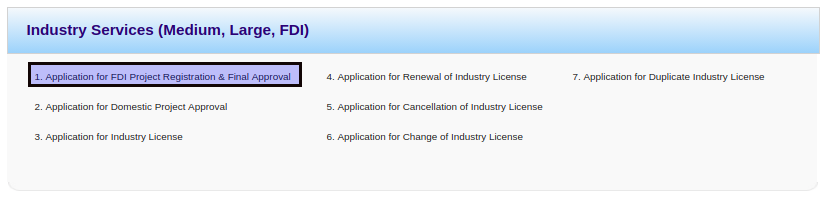 Industry Services (Medium, Large, FDI)
1. Application for FDI Project Registration & Final Approval
2. Application for Domestic Project Approval
3. Application for Industry License
4. Application for Renewal of Industry License
5. Application for Cancellation of Industry License
6. Application for Change of Industry License
7. Application for Duplicate Industry License